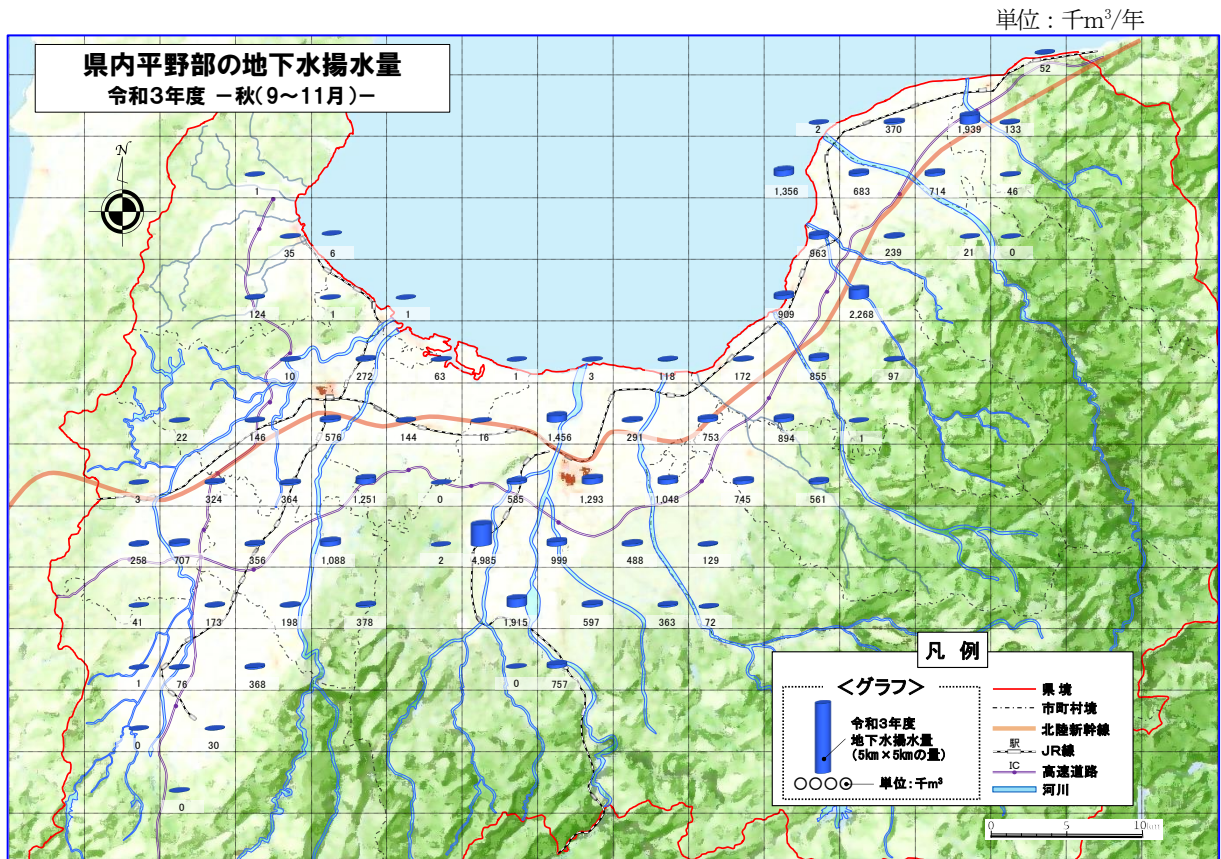 単位：千m³/年
県内平野部の地下水揚水量
令和3年度 －秋(9～11月)－
N
52
2 370 1,939 133
1,356 683 714 46
1
35 6 963 239 21 0
124 1 1 909 2,268
10 272 63 1 3 118 172 855 97
22 146 576 144 16 1,456 291 753 894 1
3 324 364 1,251 0 585 1,293 1,048 745 561
258 707 356 1,088 2 4,985 999 488 129
41 173 198 378 1,915 597 363 72
1 76 368 0 757
0 30
0
凡 例
＜グラフ＞
令和3年度
地下水揚水量
(5km×5kmの量)
○○○ 単位：千m³
県境
市町村境
北陸新幹線
駅 JR線
IC 高速道路
河川
0 5 10km